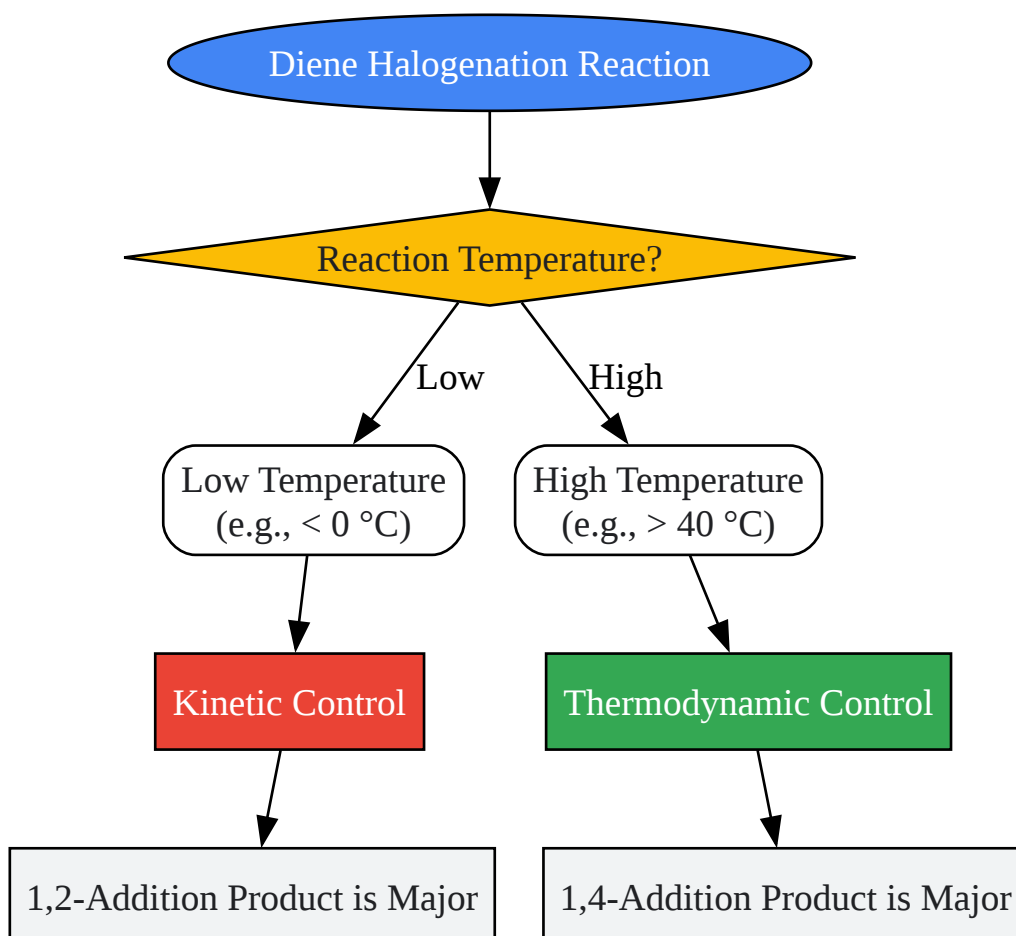 Diene Halogenation Reaction
Reaction Temperature?
Low
High
Low Temperature
(e.g., < 0 °C)
High Temperature
(e.g., > 40 °C)
Kinetic Control
Thermodynamic Control
1,2-Addition Product is Major
1,4-Addition Product is Major